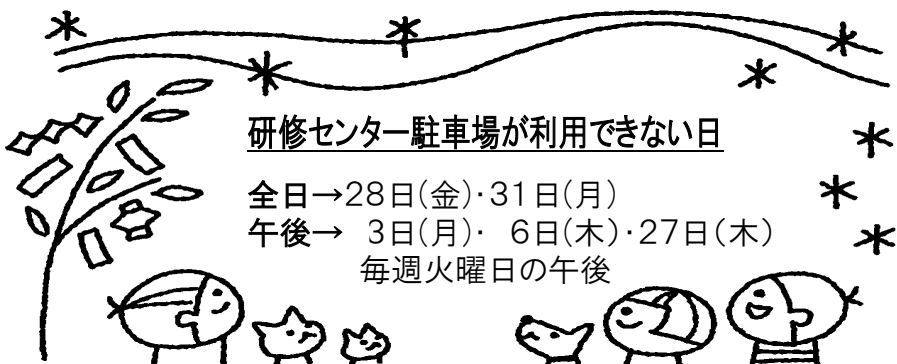 研修センター駐車場が利用できない日
全日→28日(金)・31日(月)
午後→　3日(月)・　6日(木)・27日(木)
毎週火曜日の午後